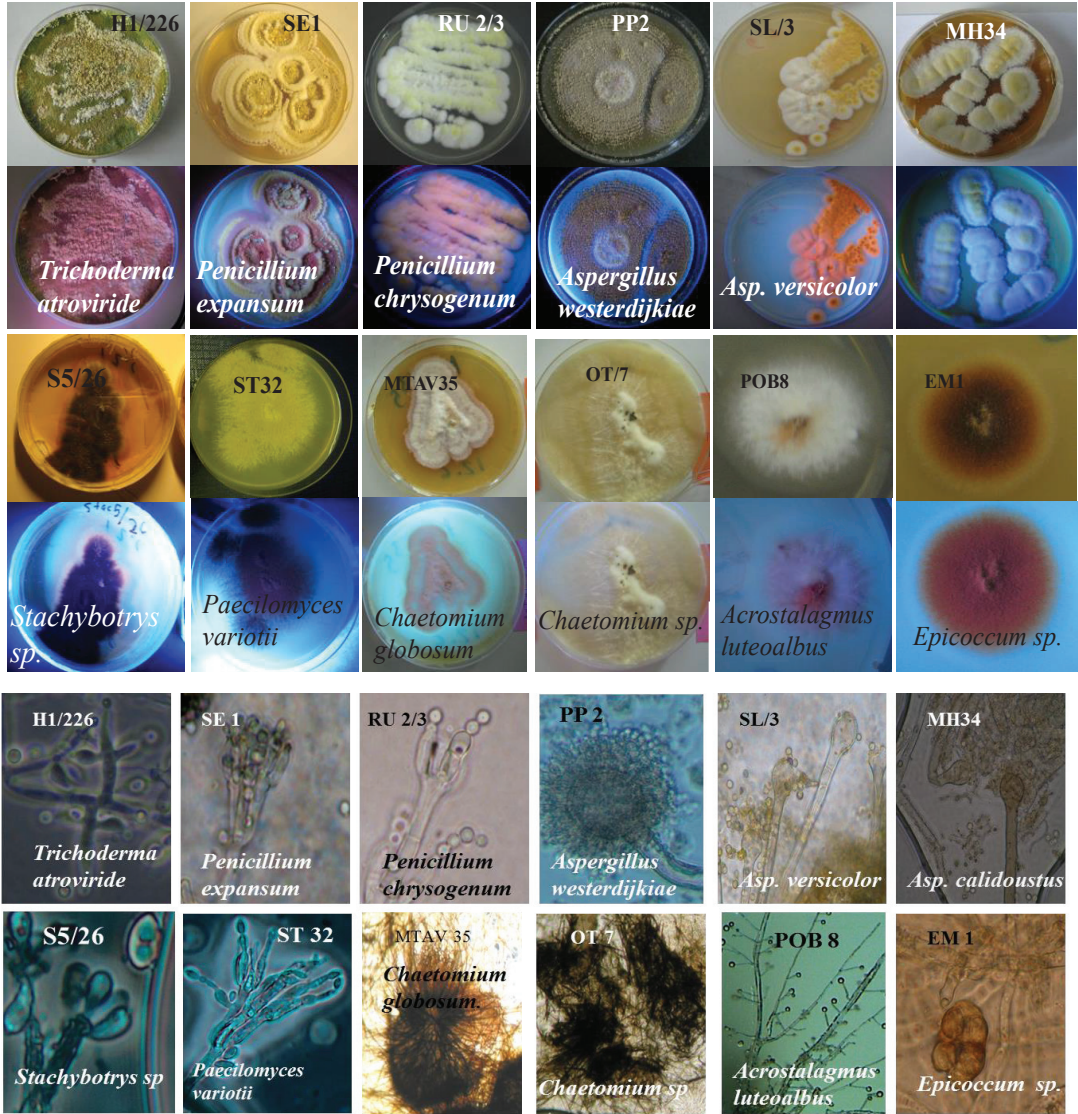 H1/226
SE1
RU 2/3
PP2
SL/3
MH34
Trichoderma
atroviride
Penicillium
expansum
Penicillium
chrysogenum
Aspergillus
westerdijkiae
Asp. versicolor
S5/26
ST32
MTAV35
OT/7
POB8
EM1
Stachybotrys
sp.
Paecilomyces
variotii
Chaetomium
globosum
Chaetomium sp.
Acrostalagmus
luteoalbus
Epicoccum sp.
H1/226
SE 1
RU 2/3
PP 2
SL/3
MH34
Trichoderma
atroviride
Penicillium
expansum
Penicillium
chrysogenum
Aspergillus
westerdijkiae
Asp. versicolor
Asp. calidoustus
S5/26
ST 32
MTAV 35
OT 7
POB 8
EM 1
Stachybotrys sp
Paecilomyces
variotii
Chaetomium
globosum.
Chaetomium sp
Acrostalagmus
luteoalbus
Epicoccum sp.